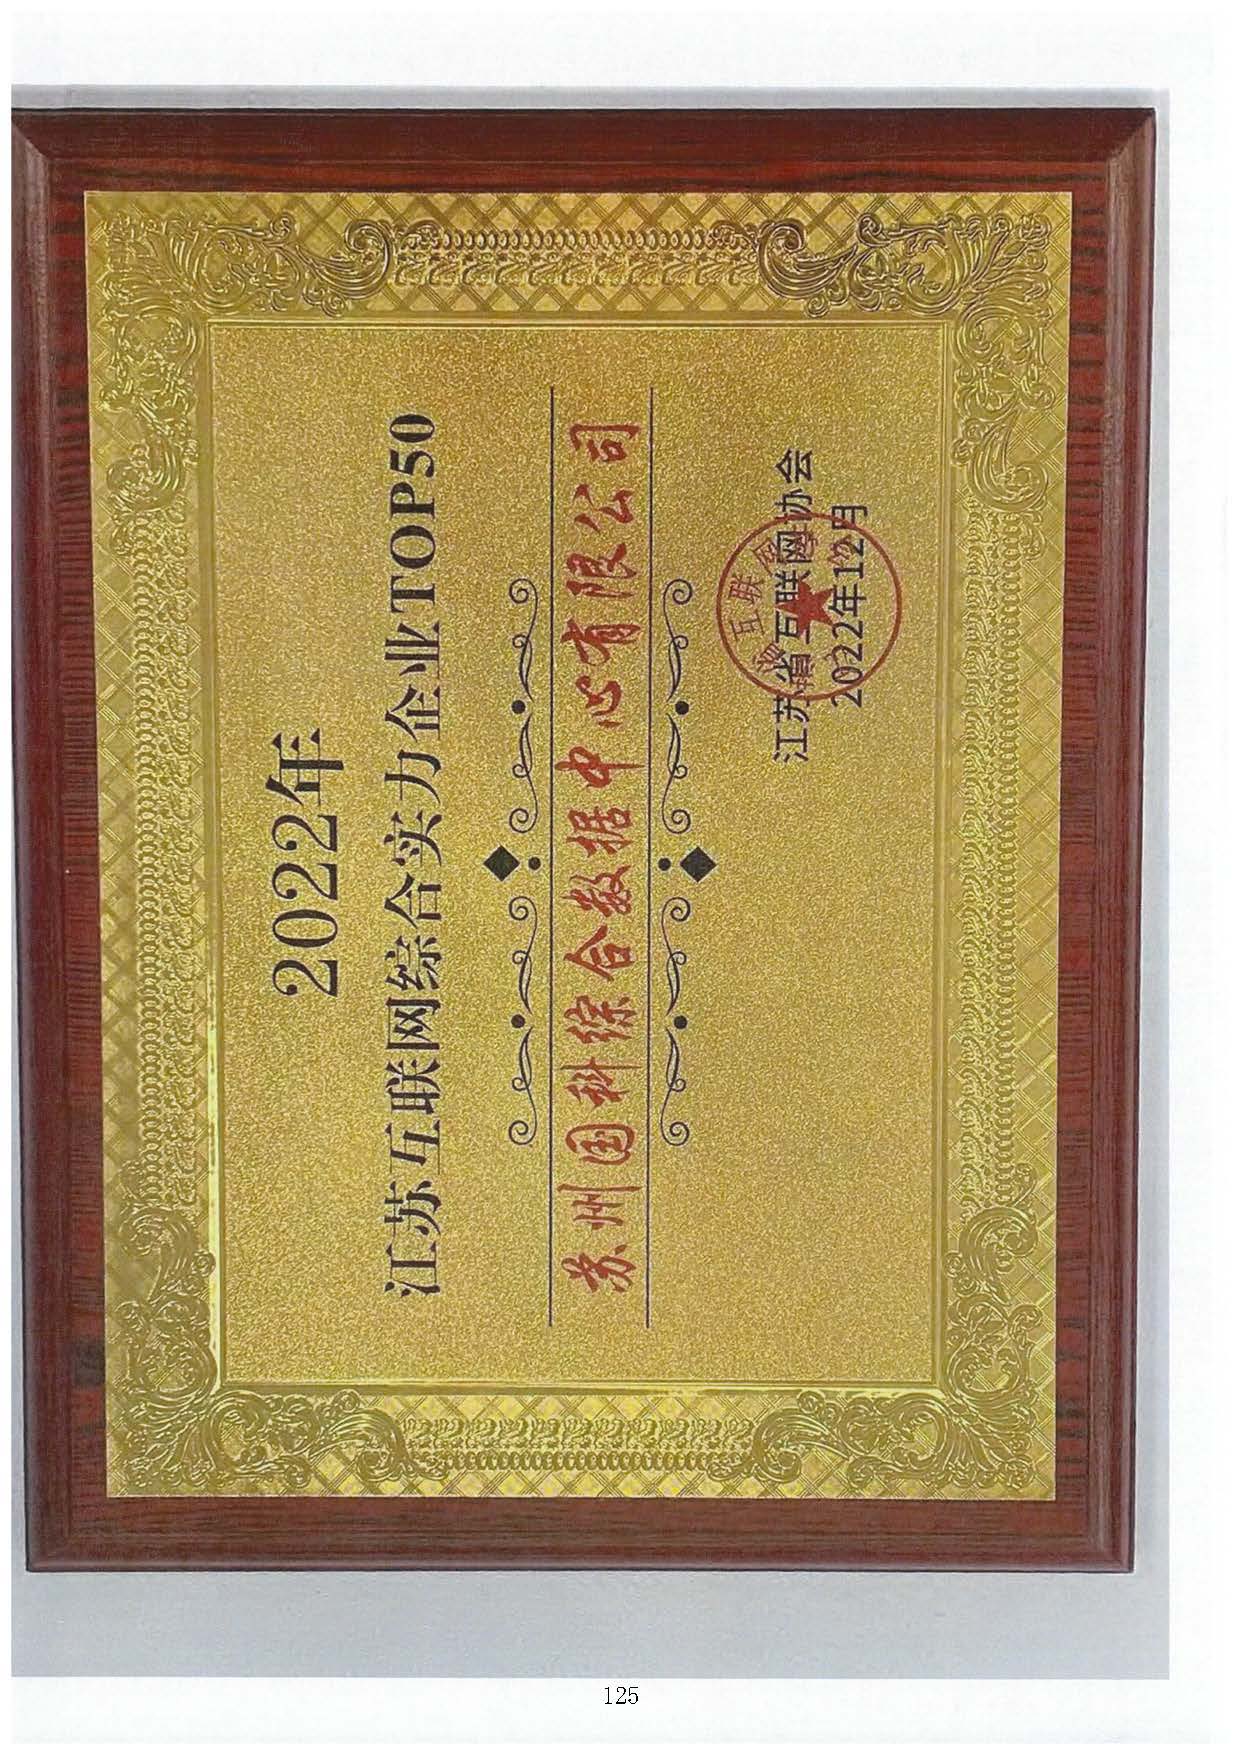 2022年
江苏互联网综合实力企业TOP50
苏州国科综合数据中心有限公司
江苏省互联网协会
2022年12月
125